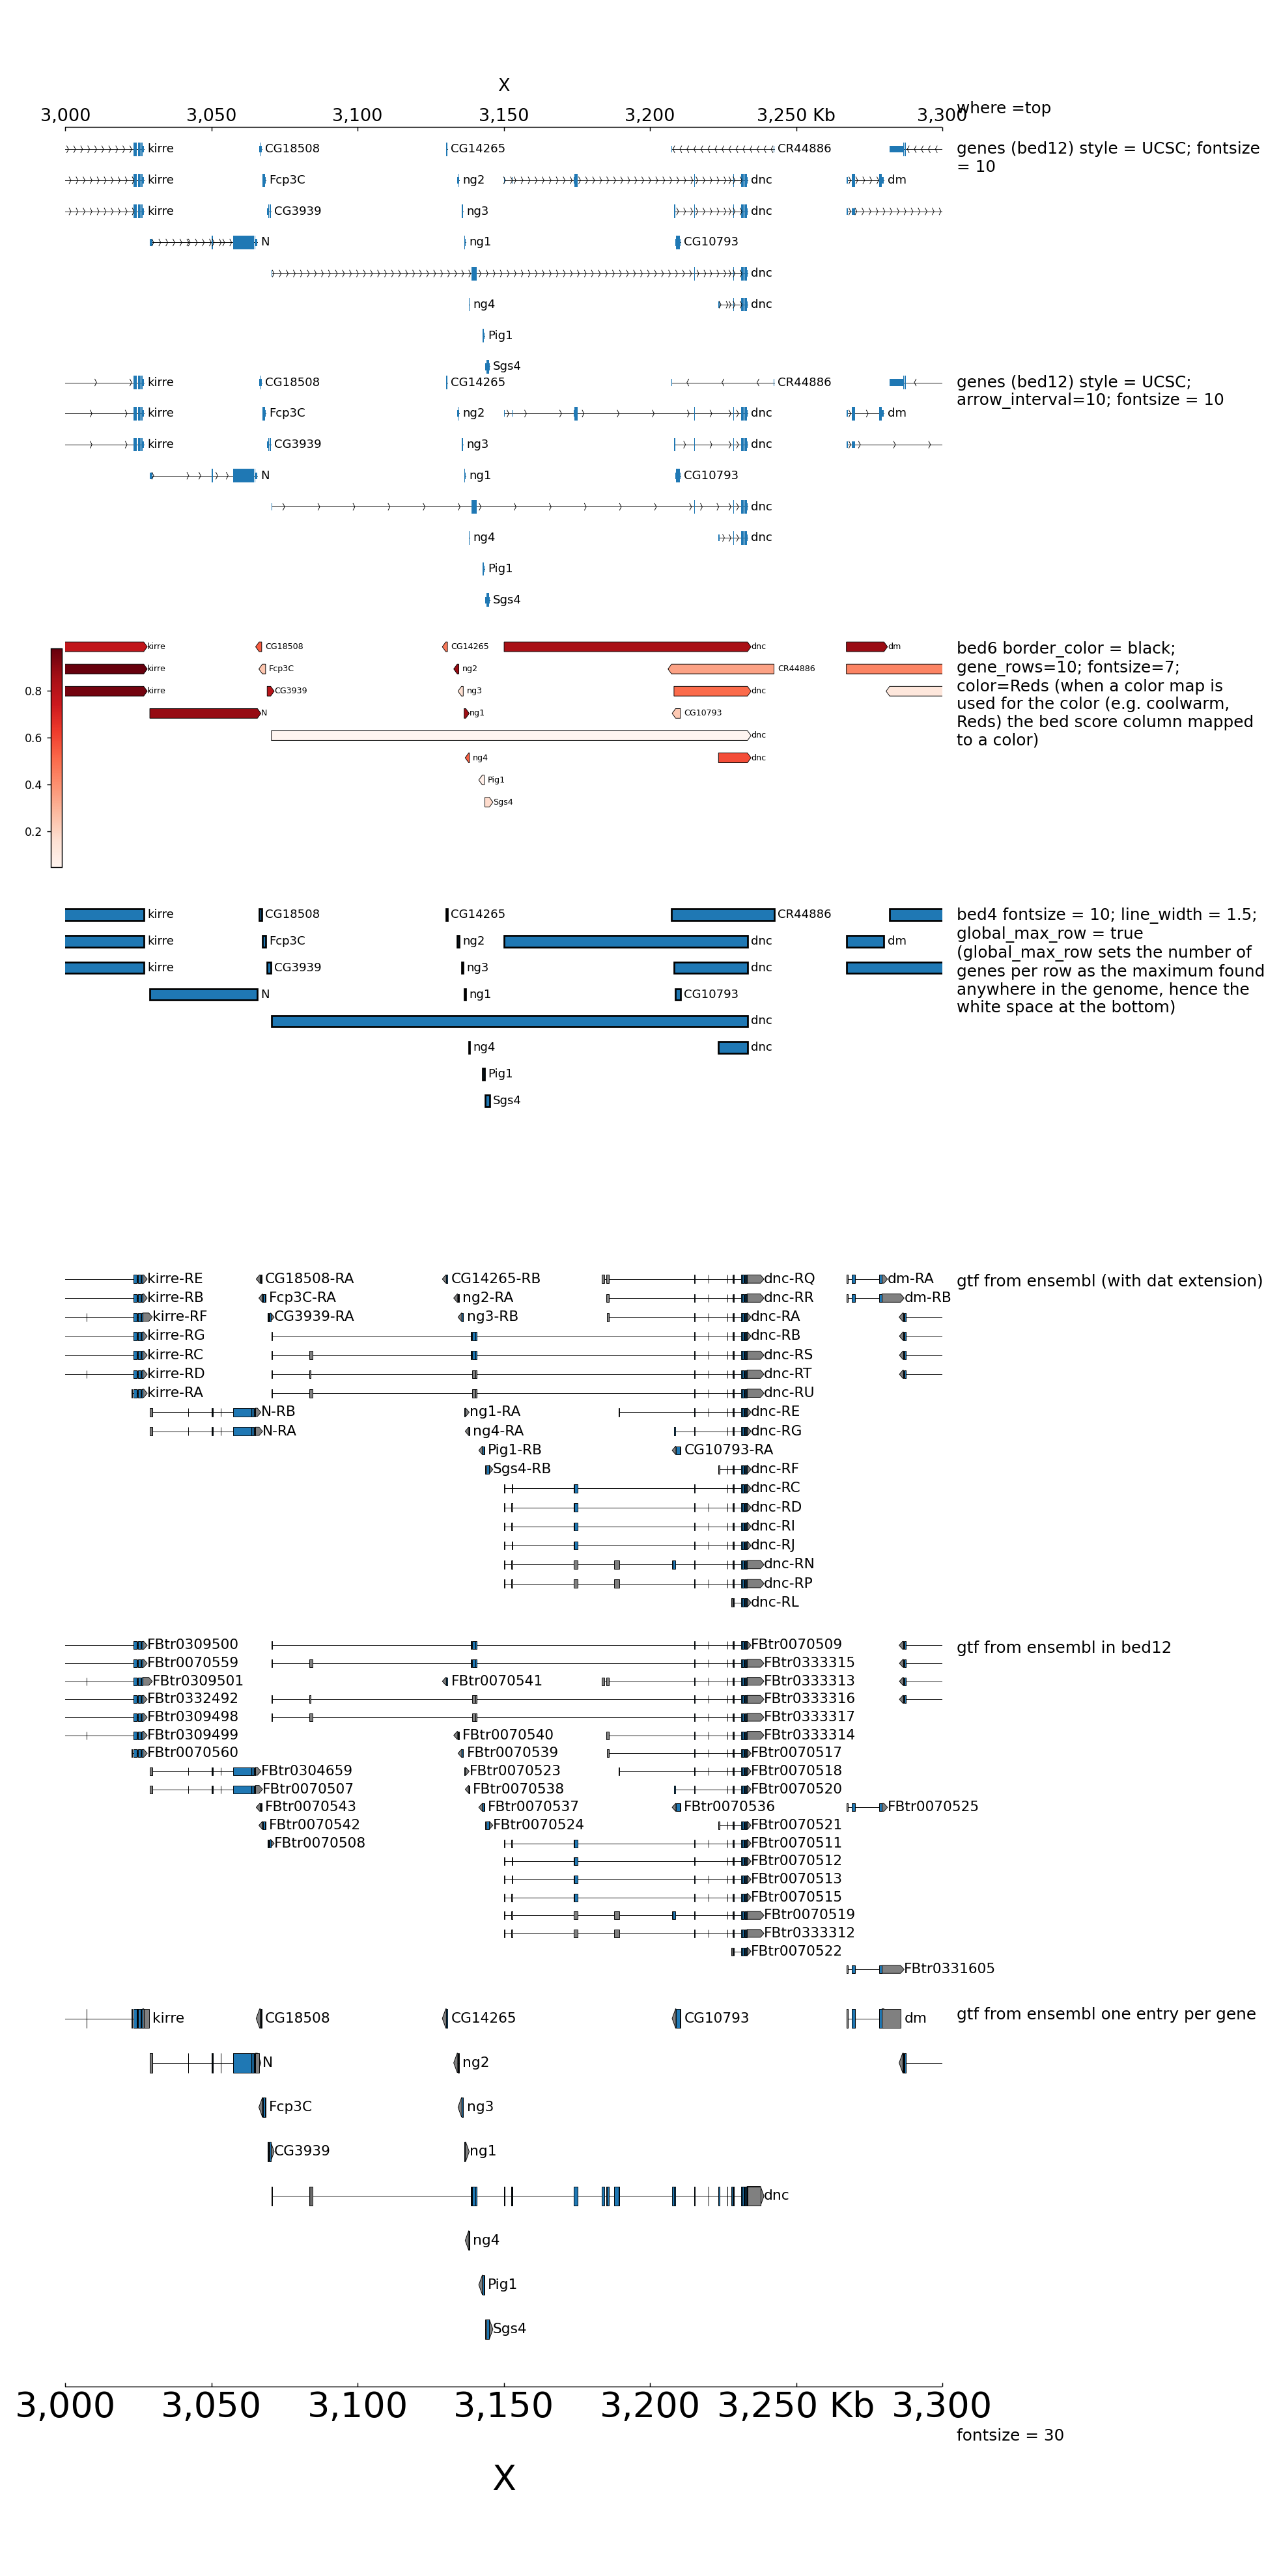 X
3,000 3,050 3,100 3,150 3,200 3,250 Kb 3,300
where =top
kirre CG18508 CG14265 CR44886
genes (bed12) style = UCSC; fontsize
= 10
Fcp3C ng2 dnc dm
kirre
kirre CG3939 ng3 dnc
N ng1 CG10793
dnc
ng4 dnc
Pig1
Sgs4
kirre CG18508 CG14265 CR44886
genes (bed12) style = UCSC;
arrow_interval=10; fontsize = 10
kirre Fcp3C ng2 dnc dm
kirre CG3939 ng3 dnc
N ng1 CG10793
dnc
ng4 dnc
Pig1
Sgs4
0.8
0.6
0.4
0.2
kirre CG18508 CG14265 dnc dm
kirre Fcp3C ng2 CR44886
kirre CG3939 ng3 dnc
N ng1 CG10793
dnc
ng4 dnc
Pig1
Sgs4
bed6 border_color = black;
gene_rows=10; fontsize=7;
color=Reds (when a color map is
used for the color (e.g. coolwarm,
Reds) the bed score column mapped
to a color)
kirre CG18508 CG14265 CR44886
kirre Fcp3C ng2 dnc dm
kirre CG3939 ng3 dnc
N ng1 CG10793
dnc
ng4 dnc
Pig1
Sgs4
bed4 fontsize = 10; line_width = 1.5;
global_max_row = true
(global_max_row sets the number of
genes per row as the maximum found
anywhere in the genome, hence the
white space at the bottom)
kirre-RE CG18508-RA CG14265-RB dnc-RQ dm-RA
gtf from ensembl (with dat extension)
kirre-RB Fcp3C-RA ng2-RA dnc-RR dm-RB
kirre-RF CG3939-RA ng3-RB dnc-RA
kirre-RG dnc-RB
kirre-RC dnc-RS
kirre-RD dnc-RT
kirre-RA dnc-RU
N-RB ng1-RA dnc-RE
N-RA ng4-RA dnc-RG
Pig1-RB CG10793-RA
Sgs4-RB dnc-RF
dnc-RC
dnc-RD
dnc-RI
dnc-RJ
dnc-RN
dnc-RP
dnc-RL
FBtr0309500 FBtr0070509
gtf from ensembl in bed12
FBtr0070559 FBtr0333315
FBtr0309501 FBtr0070541 FBtr0333313
FBtr0332492 FBtr0333316
FBtr0309498 FBtr0333317
FBtr0309499 FBtr0070540 FBtr0333314
FBtr0070560 FBtr0070539 FBtr0070517
FBtr0304659 FBtr0070523 FBtr0070518
FBtr0070507 FBtr0070538 FBtr0070520
FBtr0070543 FBtr0070537 FBtr0070536 FBtr0070525
FBtr0070542 FBtr0070524 FBtr0070521
FBtr0070508 FBtr0070511
FBtr0070512
FBtr0070513
FBtr0070515
FBtr0070519
FBtr0333312
FBtr0070522
FBtr0331605
kirre CG18508 CG14265 CG10793 dm
gtf from ensembl one entry per gene
N ng2
Fcp3C ng3
CG3939 ng1
dnc
ng4
Pig1
Sgs4
3,000 3,050 3,100 3,150 3,200 3,250 Kb 3,300
fontsize = 30
X